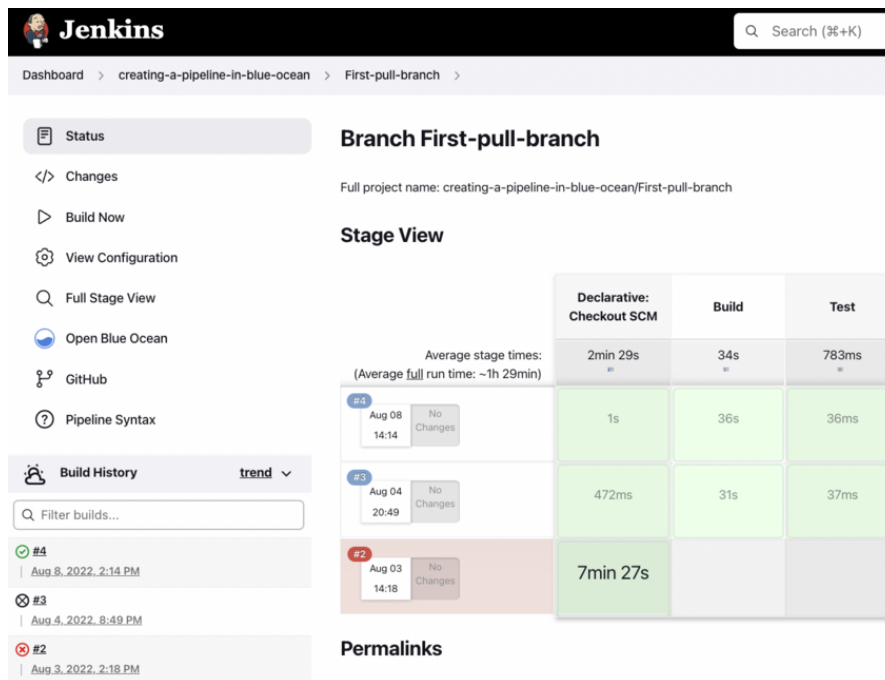 Jenkins
Search (⌘+K)
Dashboard > creating-a-pipeline-in-blue-ocean > First-pull-branch >
Status
Changes
Build Now
View Configuration
Full Stage View
Open Blue Ocean
GitHub
Pipeline Syntax
Build History trend
Filter builds...
#4
Aug 8, 2022, 2:14 PM
#3
Aug 4, 2022, 8:49 PM
#2
Aug 3, 2022, 2:18 PM
Branch First-pull-branch
Full project name: creating-a-pipeline-in-blue-ocean/First-pull-branch
Stage View
Declarative:
Checkout SCM
Build
Test
Average stage times:
(Average full run time: ~1h 29min)
2min 29s
34s
783ms
#4
Aug 08
14:14
No
Changes
1s
36s
36ms
#3
Aug 04
20:49
No
Changes
472ms
31s
37ms
#2
Aug 03
14:18
No
Changes
7min 27s
Permalinks